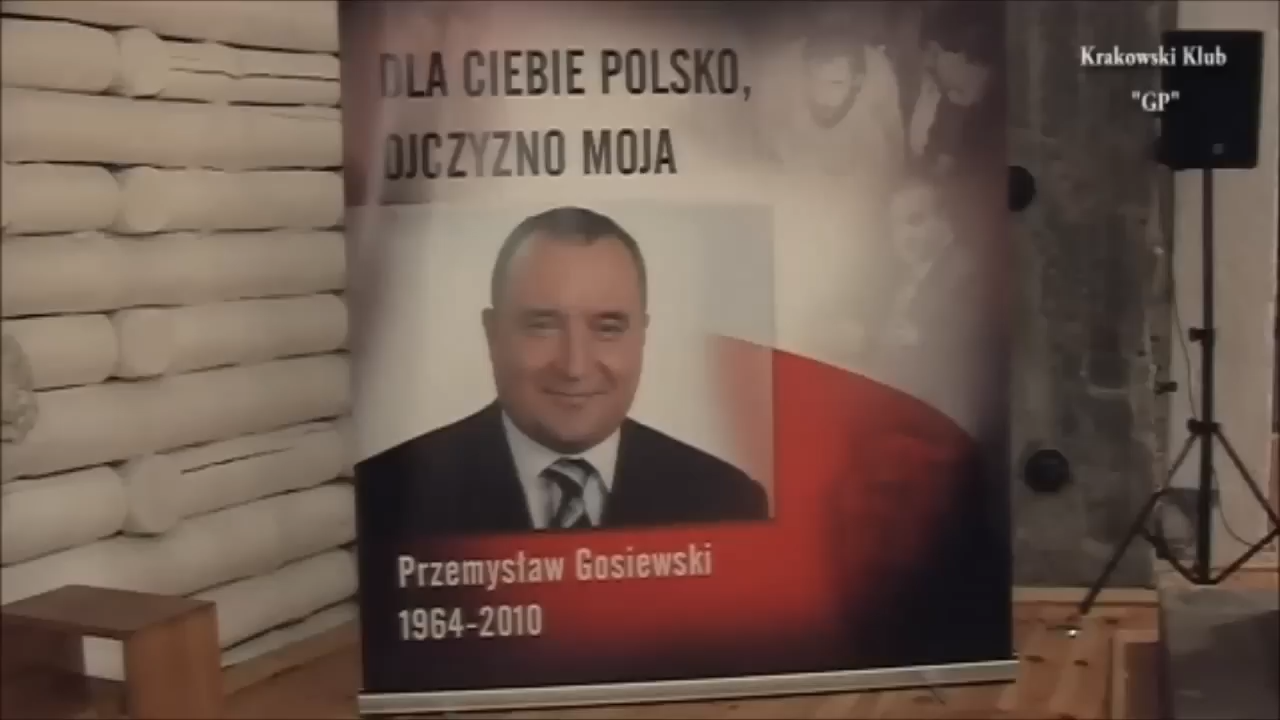 DLA CIEBIE POLSKO,
OJCZYZNO MOJA
Krakowski Klub
"GP"
Przemysław Gosiewski
1964-2010